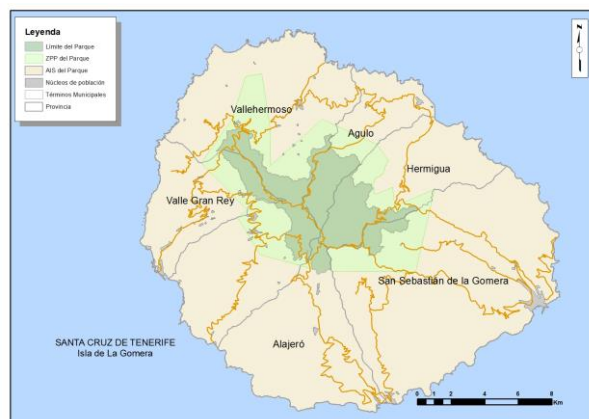 Leyenda
Límite del Parque
ZPP del Parque
AIS del Parque
Núcleos de población
Términos Municipales
Provincia
N
Vallehermoso
Agulo
Hermigua
Valle Gran Rey
San Sebastián de la Gomera
SANTA CRUZ DE TENERIFE
Isla de La Gomera
Alajeró
0 1 2 4 6 8
Km